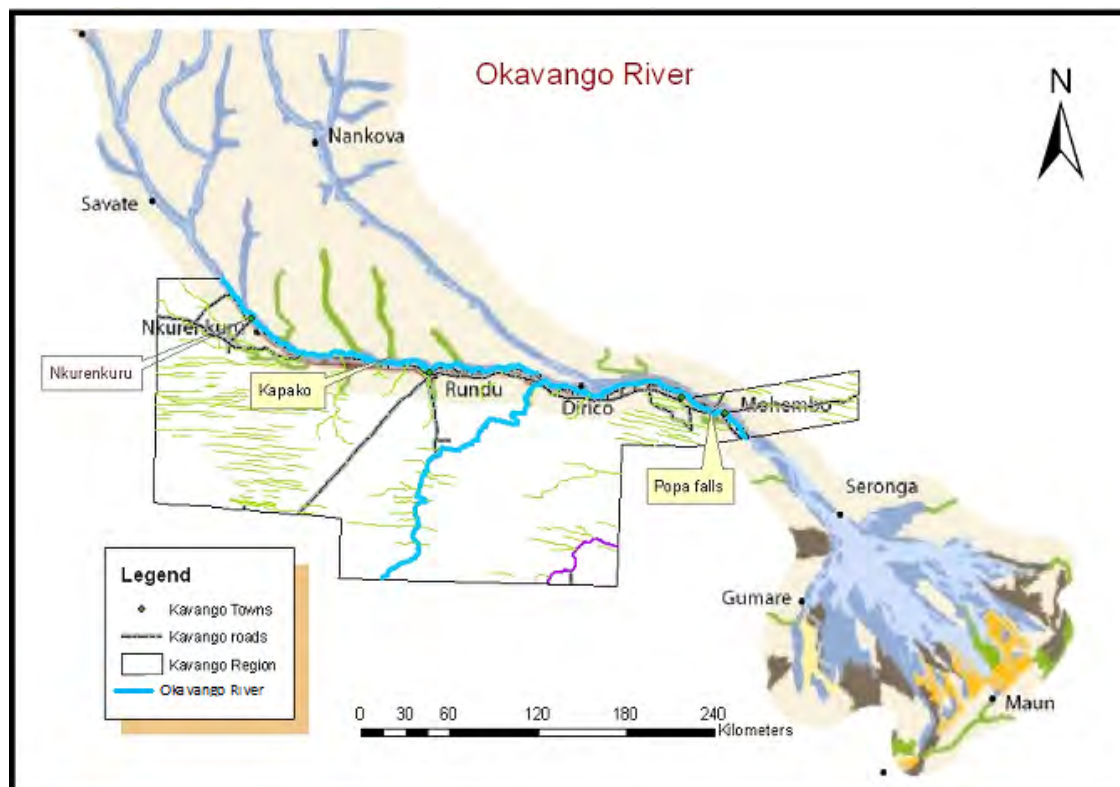 Okavango River
N
Nankova
Savate
Nkurenkuru
Nkurenkuru
Kapako
Rundu
Dirico
Mohembo
Popa falls
Seronga
Gumare
Maun
Legend
Kavango Towns
Kavango roads
Kavango Region
Okavango River
0 30 60 120 180 240
Kilometers